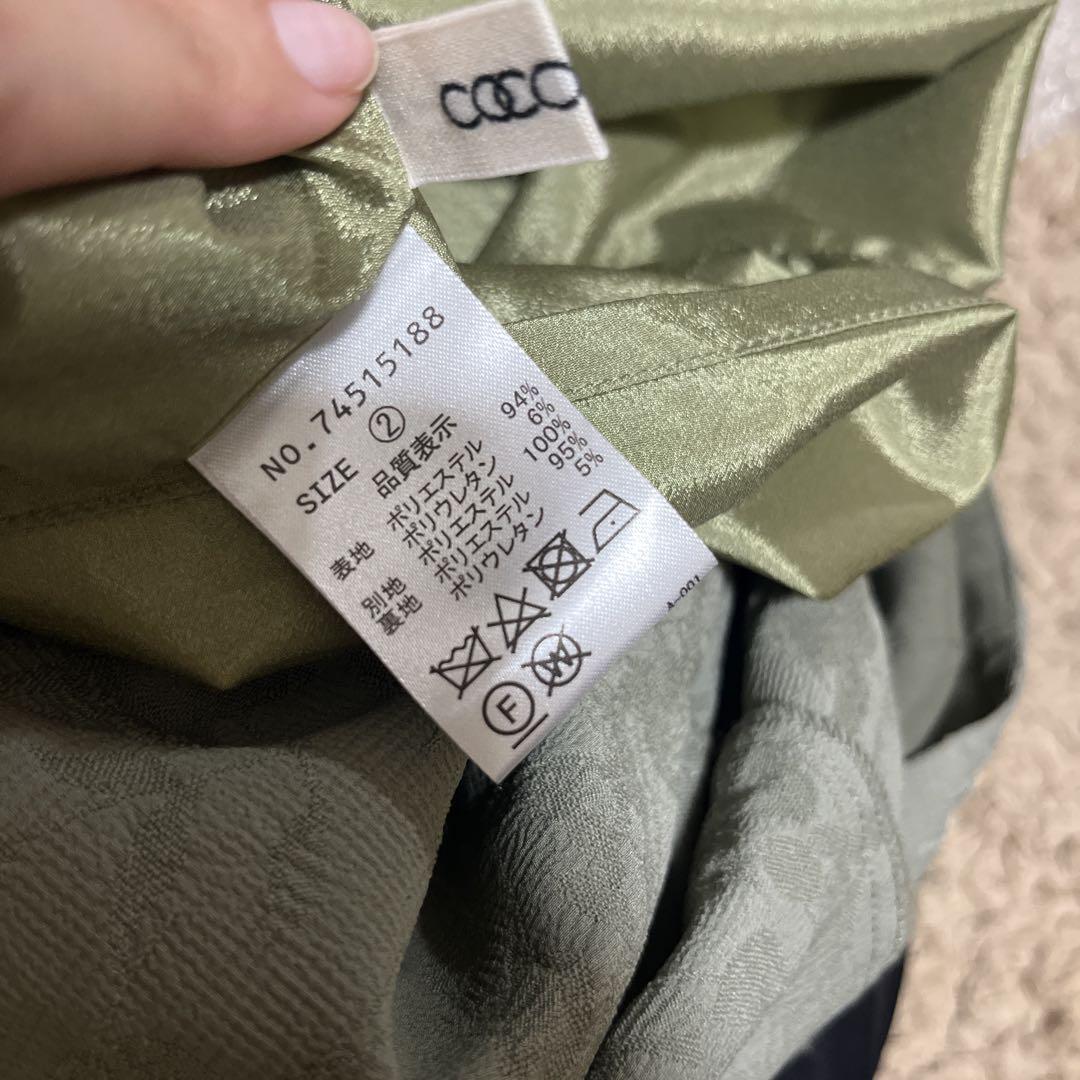 COCO
NO.74515188
SIZE ②
品質表示
表地 ポリエステル 94%
ポリウレタン 6%
別地 ポリエステル 100%
裏地 ポリエステル 95%
ポリウレタン 5%
W
F
A-001